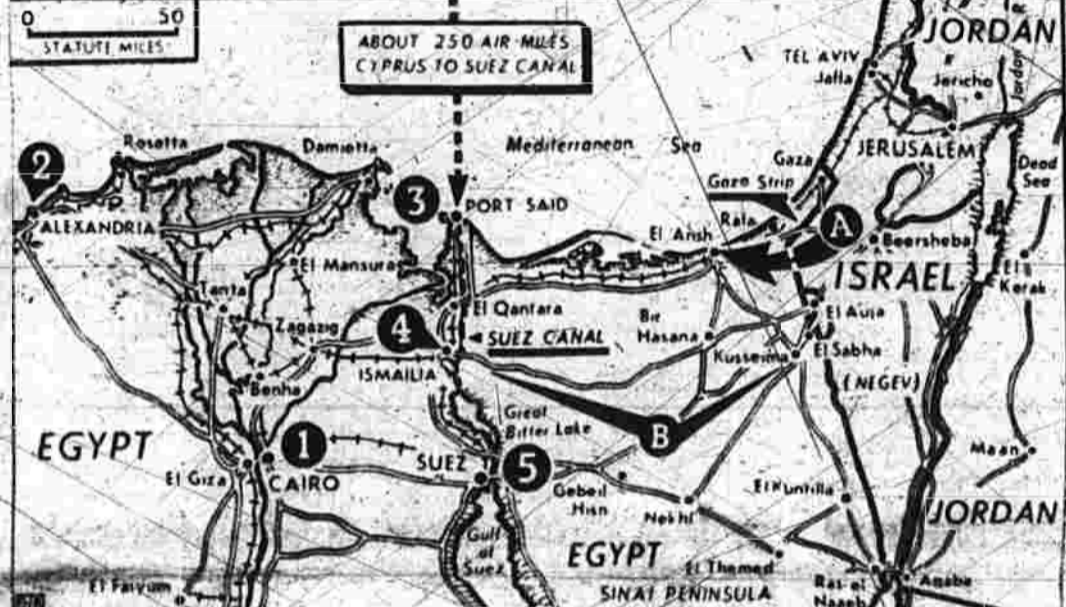 0 50
STATUTE MILES
ABOUT 250 AIR MILES
CYPRUS TO SUEZ CANAL
JORDAN
TEL AVIV
Jaffa
Jericho
Jordan
JERUSALEM
Dead
Sea
Rosetta
Damietta
Mediterranean Sea
Gaza
Gaza Strip
2
ALEXANDRIA
3
PORT SAID
Rafa
A
El Arish
Beersheba
ISRAEL
El
Kerak
El Mansura
Tanta
El Qantara
Zagazig
4
SUEZ CANAL
Bir
Hasana
El Auja
Kusseima
El Sabha
ISMAILIA
Benha
(NEGEV)
Great
Bitter Lake
B
EGYPT
1
El Giza
CAIRO
SUEZ
5
Gebeil
Hisn
Nekhl
El Kuntilla
Maan
JORDAN
Gulf
of
Suez
EGYPT
El Themed
SINAI PENINSULA
El Faiyum
Ras el
Naqeb
Aqaba